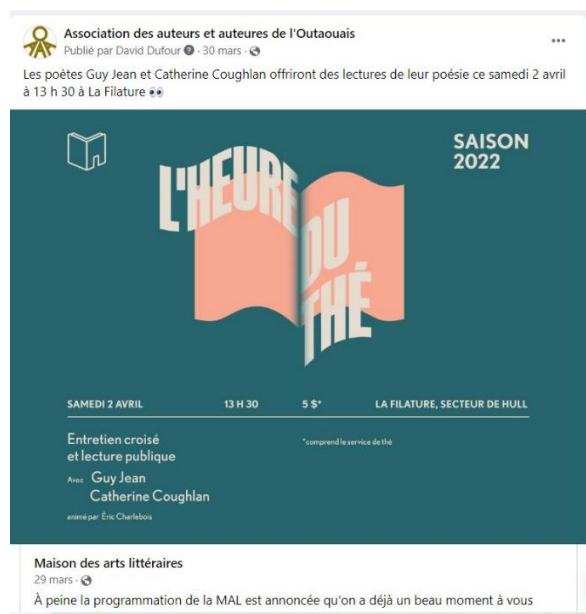 Association des auteurs et auteures de l'Outaouais
Publié par David Dufour · 30 mars ·
Les poètes Guy Jean et Catherine Coughlan offriront des lectures de leur poésie ce samedi 2 avril
à 13 h 30 à La Filature 👀
SAISON
2022
L'HEURE
DU
THÉ
SAMEDI 2 AVRIL 13 H 30 5 $* LA FILATURE, SECTEUR DE HULL
Entretien croisé
et lecture publique
*comprend le service de thé
Avec Guy Jean
Catherine Coughlan
animé par Éric Charlebois
Maison des arts littéraires
29 mars ·
À peine la programmation de la MAL est annoncée qu'on a déjà un beau moment à vous